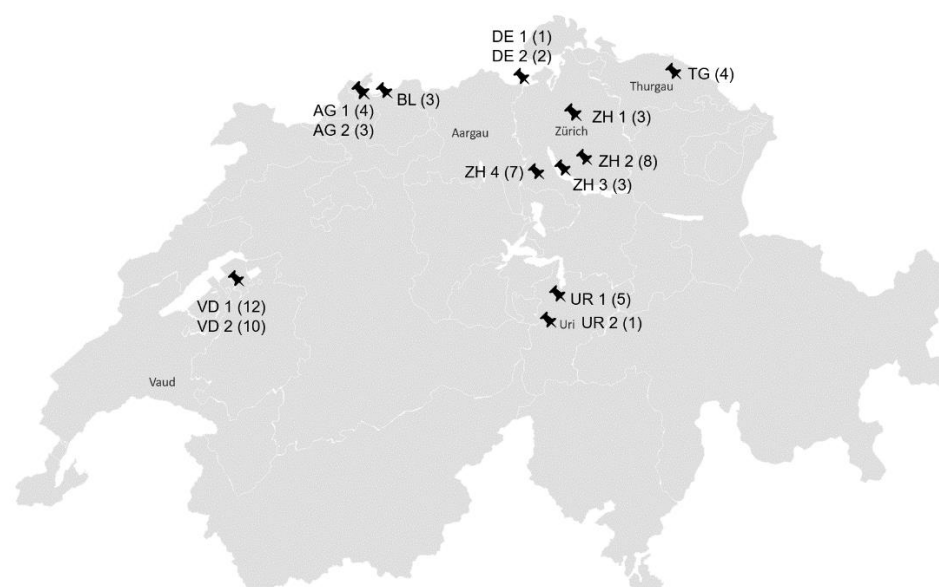 DE 1 (1)
DE 2 (2)
TG (4)
Thurgau
AG 1 (4)
AG 2 (3)
BL (3)
Aargau
ZH 1 (3)
Zürich
ZH 2 (8)
ZH 3 (3)
ZH 4 (7)
VD 1 (12)
VD 2 (10)
UR 1 (5)
Uri UR 2 (1)
Vaud